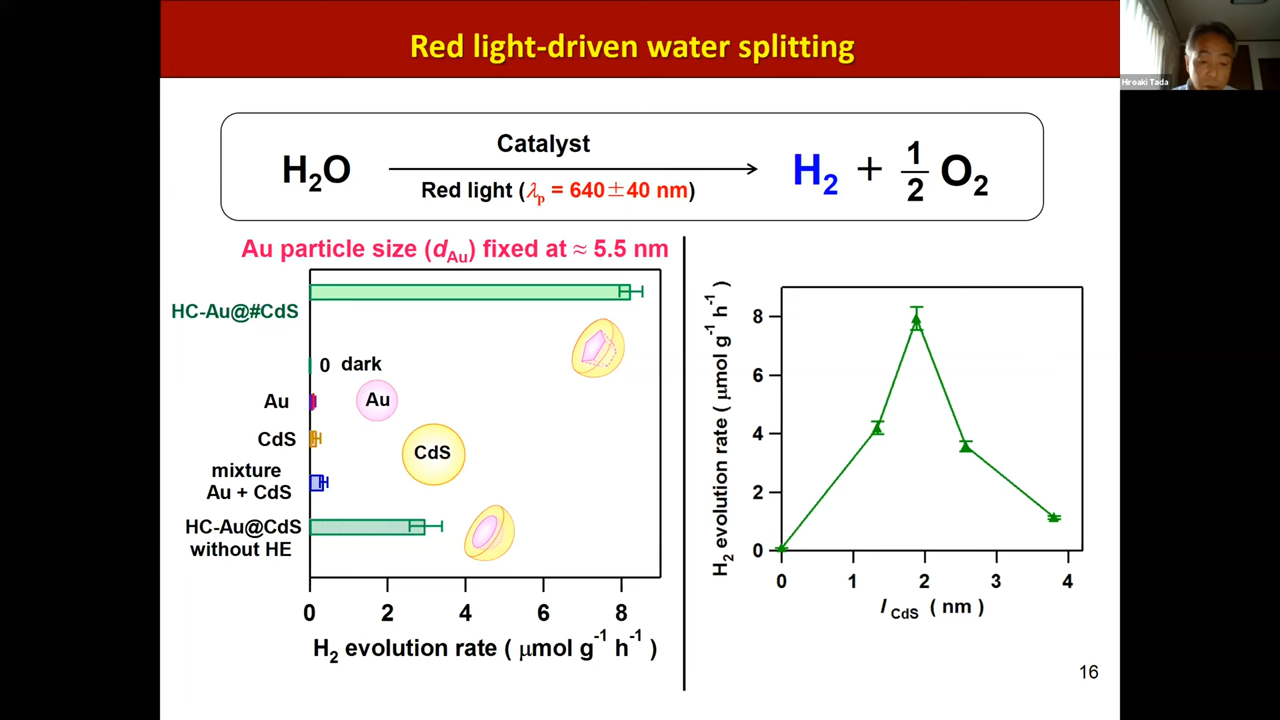 Red light-driven water splitting
Hiroaki Tada
Catalyst
H₂O
H₂ + 1/2 O₂
Red light (λp = 640±40 nm)
Au particle size (dAu) fixed at ≈ 5.5 nm
HC-Au@#CdS
0 dark
Au
Au
CdS
CdS
mixture
Au + CdS
HC-Au@CdS
without HE
0 2 4 6 8
H₂ evolution rate ( μmol g⁻¹ h⁻¹ )
H₂ evolution rate ( μmol g⁻¹ h⁻¹ )
8
6
4
2
0
0 1 2 3 4
l CdS ( nm )
16